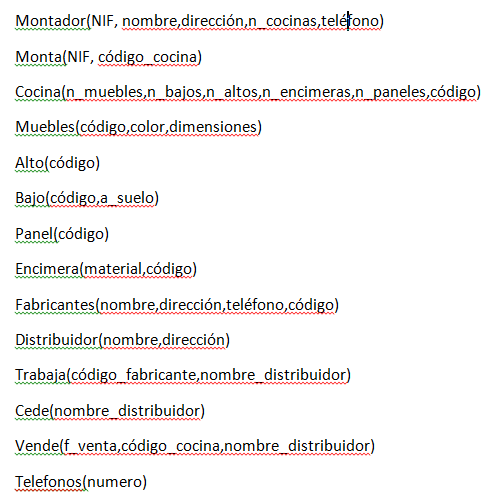 Montador(NIF, nombre,dirección,n_cocinas,teléfono)
Monta(NIF, código_cocina)
Cocina(n_muebles,n_bajos,n_altos,n_encimeras,n_paneles,código)
Muebles(código,color,dimensiones)
Alto(código)
Bajo(código,a_suelo)
Panel(código)
Encimera(material,código)
Fabricantes(nombre,dirección,teléfono,código)
Distribuidor(nombre,dirección)
Trabaja(código_fabricante,nombre_distribuidor)
Cede(nombre_distribuidor)
Vende(f_venta,código_cocina,nombre_distribuidor)
Telefonos(numero)